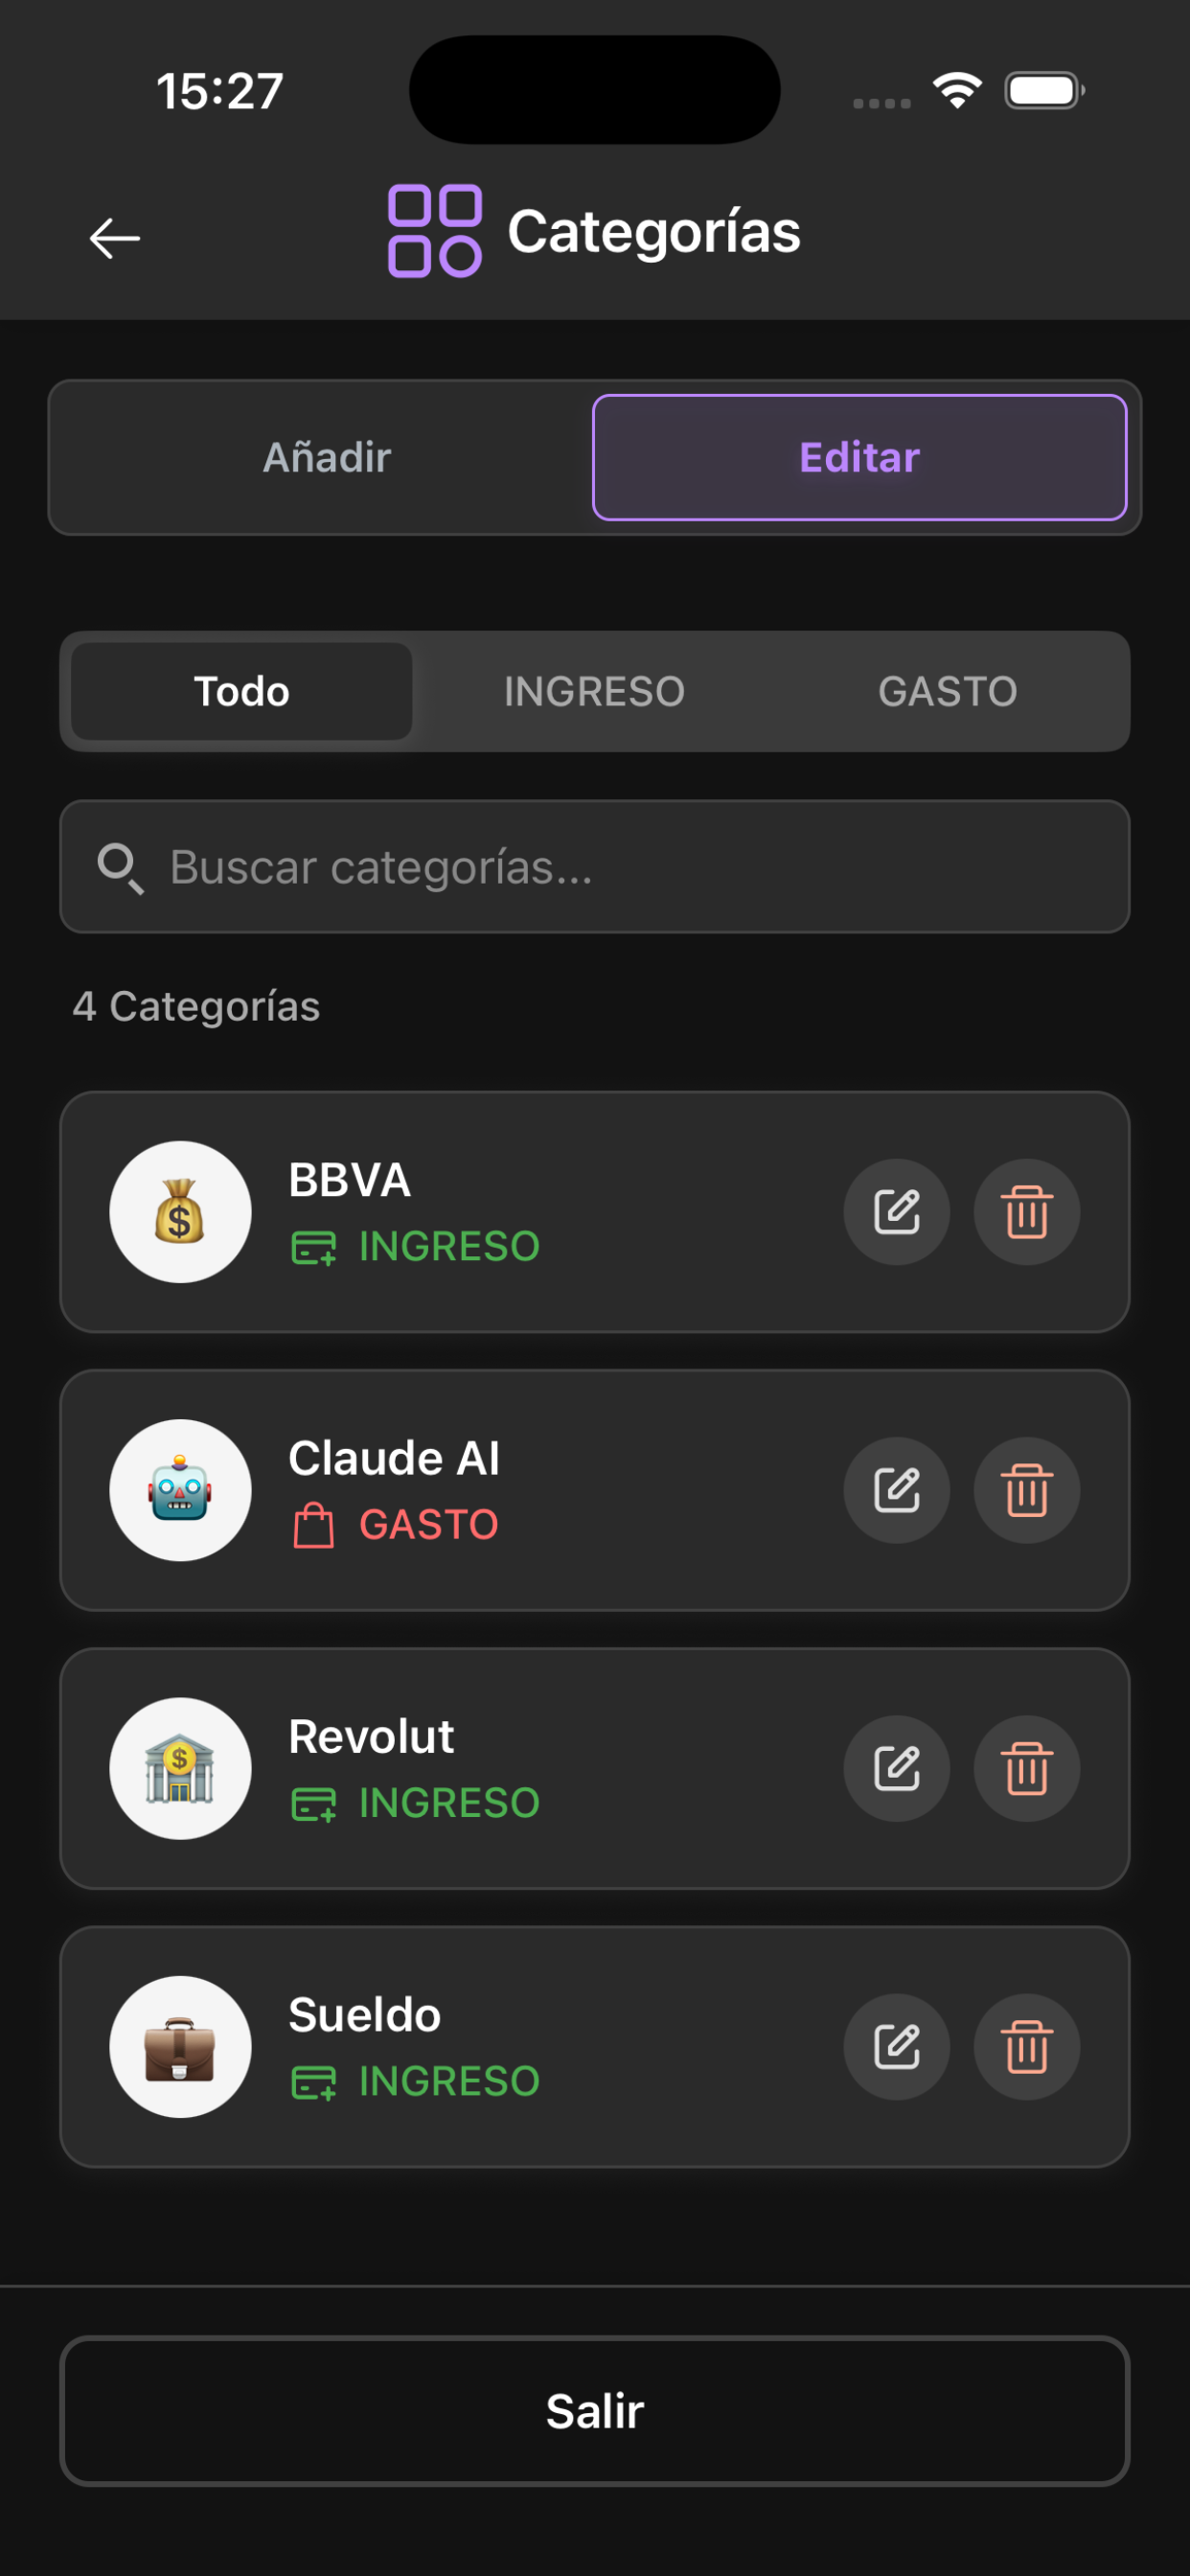 15:27
Categorías
Añadir
Editar
Todo
INGRESO
GASTO
Buscar categorías...
4 Categorías
BBVA
INGRESO
Claude AI
GASTO
Revolut
INGRESO
Sueldo
INGRESO
Salir